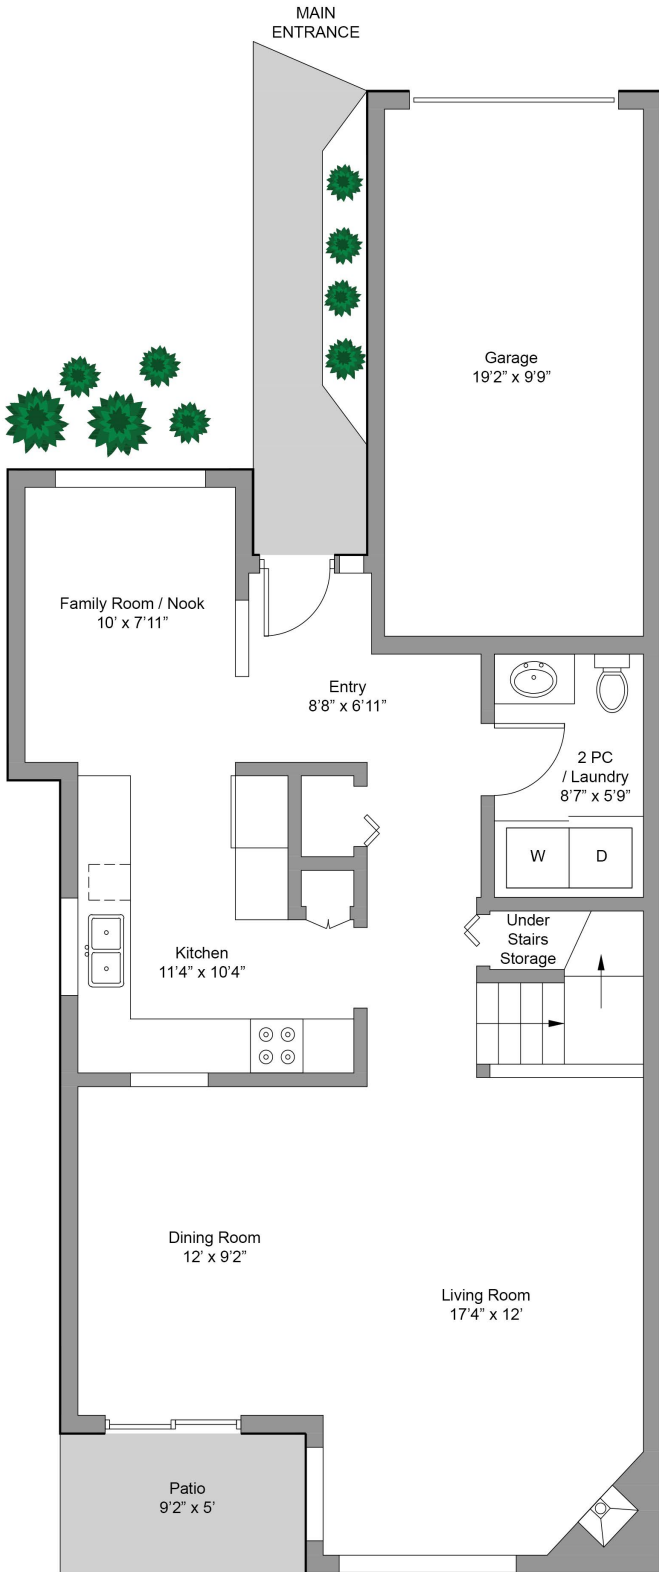 MAIN
ENTRANCE
Garage
19’2” x 9’9”
Family Room / Nook
10’ x 7’11”
Entry
8’8” x 6’11”
2 PC
/ Laundry
8’7” x 5’9”
W
D
Under
Stairs
Storage
Kitchen
11’4” x 10’4”
Dining Room
12’ x 9’2”
Living Room
17’4” x 12’
Patio
9’2” x 5’